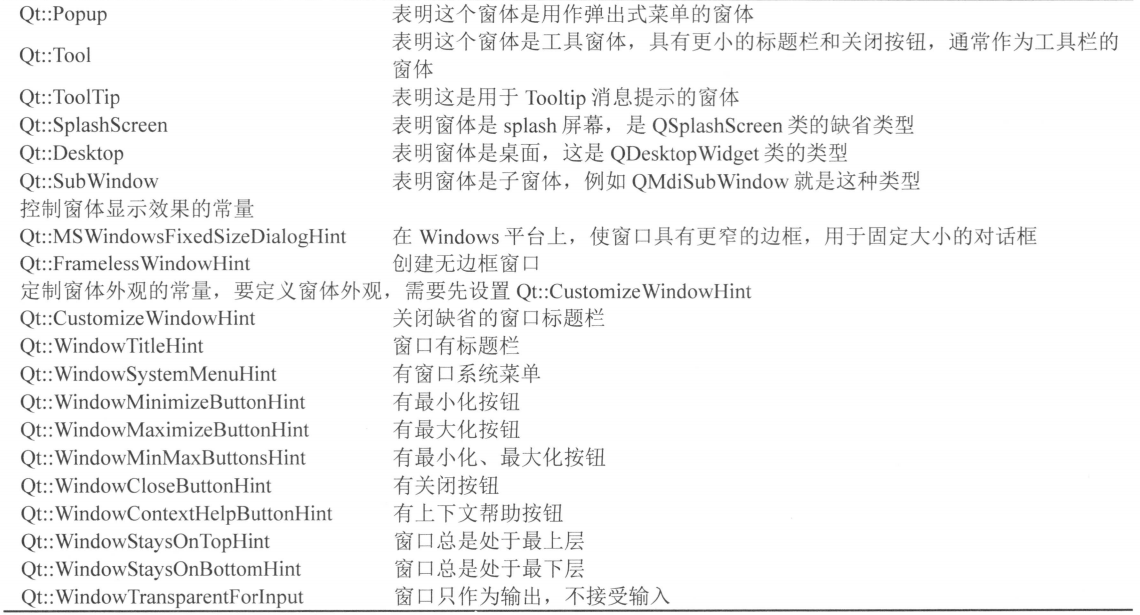 Qt::Popup 表明这个窗体是用作弹出式菜单的窗体
Qt::Tool 表明这个窗体是工具窗体，具有更小的标题栏和关闭按钮，通常作为工具栏的
窗体
Qt::ToolTip 表明这是用于 Tooltip 消息提示的窗体
Qt::SplashScreen 表明窗体是 splash 屏幕，是 QSplashScreen 类的缺省类型
Qt::Desktop 表明窗体是桌面，这是 QDesktopWidget 类的类型
Qt::SubWindow 表明窗体是子窗体，例如 QMdiSubWindow 就是这种类型
控制窗体显示效果的常量
Qt::MSWindowsFixedSizeDialogHint 在 Windows 平台上，使窗口具有更窄的边框，用于固定大小的对话框
Qt::FramelessWindowHint 创建无边框窗口
定制窗体外观的常量，要定义窗体外观，需要先设置 Qt::CustomizeWindowHint
Qt::CustomizeWindowHint 关闭缺省的窗口标题栏
Qt::WindowTitleHint 窗口有标题栏
Qt::WindowSystemMenuHint 有窗口系统菜单
Qt::WindowMinimizeButtonHint 有最小化按钮
Qt::WindowMaximizeButtonHint 有最大化按钮
Qt::WindowMinMaxButtonsHint 有最小化、最大化按钮
Qt::WindowCloseButtonHint 有关闭按钮
Qt::WindowContextHelpButtonHint 有上下文帮助按钮
Qt::WindowStaysOnTopHint 窗口总是处于最上层
Qt::WindowStaysOnBottomHint 窗口总是处于最下层
Qt::WindowTransparentForInput 窗口只作为输出，不接受输入